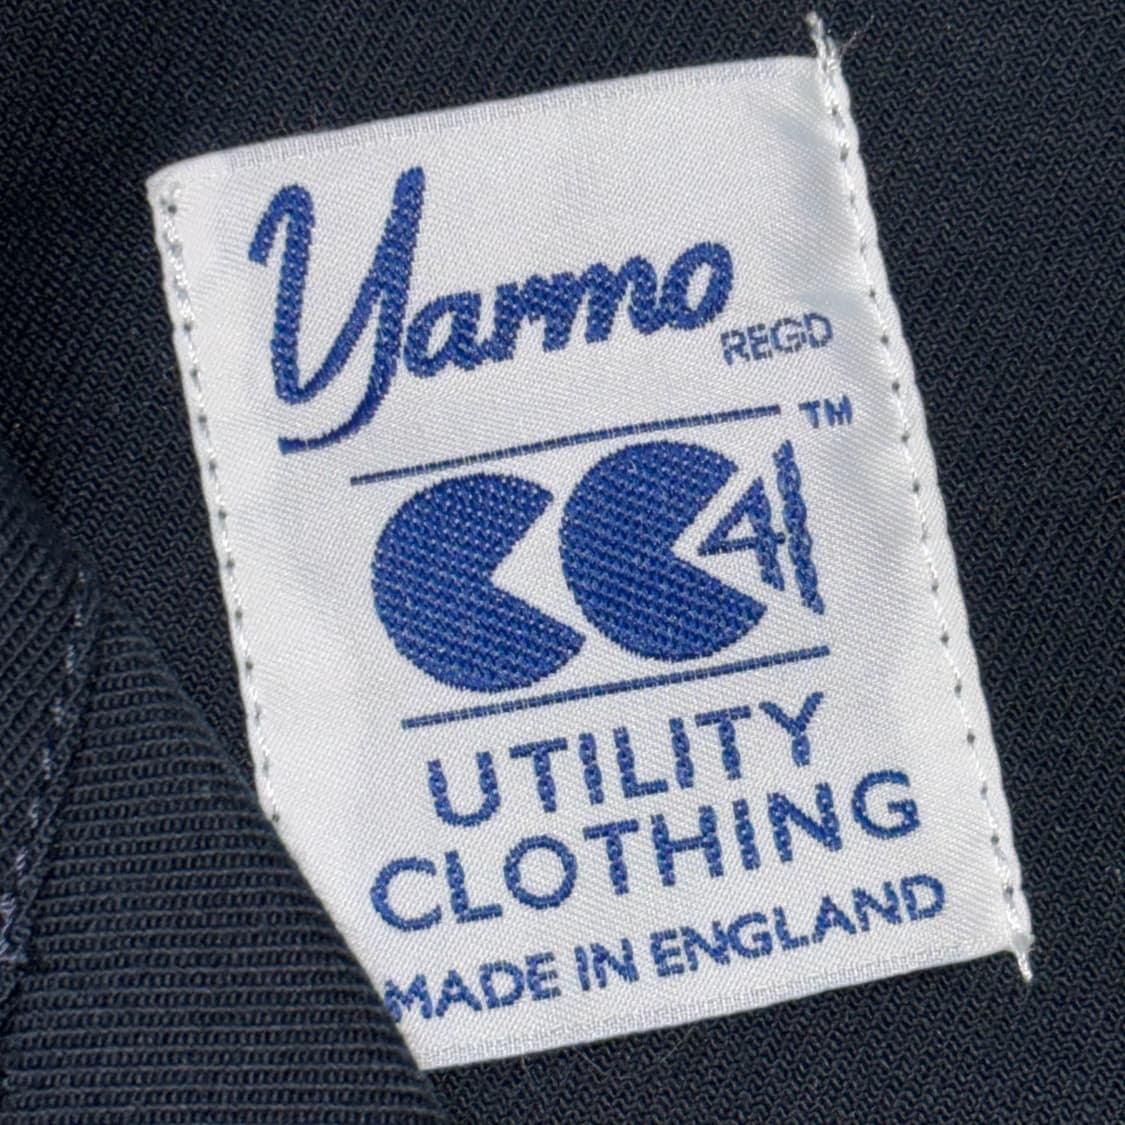 Yarmo
REGD
TM
CC41
UTILITY
CLOTHING
MADE IN ENGLAND